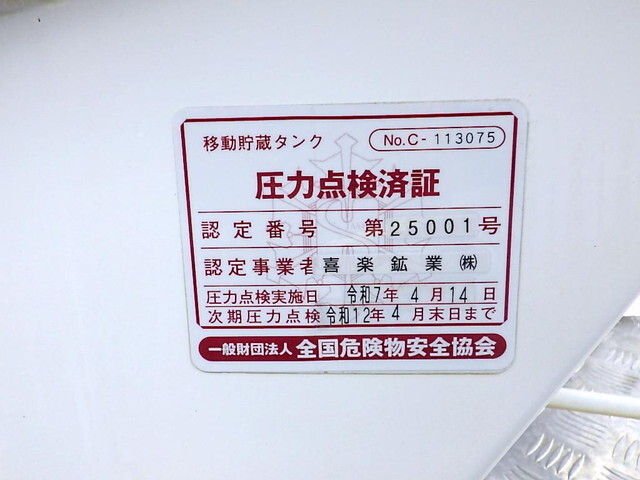 移動貯蔵タンク No.C-113075
圧力点検済証
認定番号 第25001号
認定事業者 喜楽鉱業㈱
圧力点検実施日 令和7年4月14日
次期圧力点検 令和12年4月末日まで
一般財団法人 全国危険物安全協会